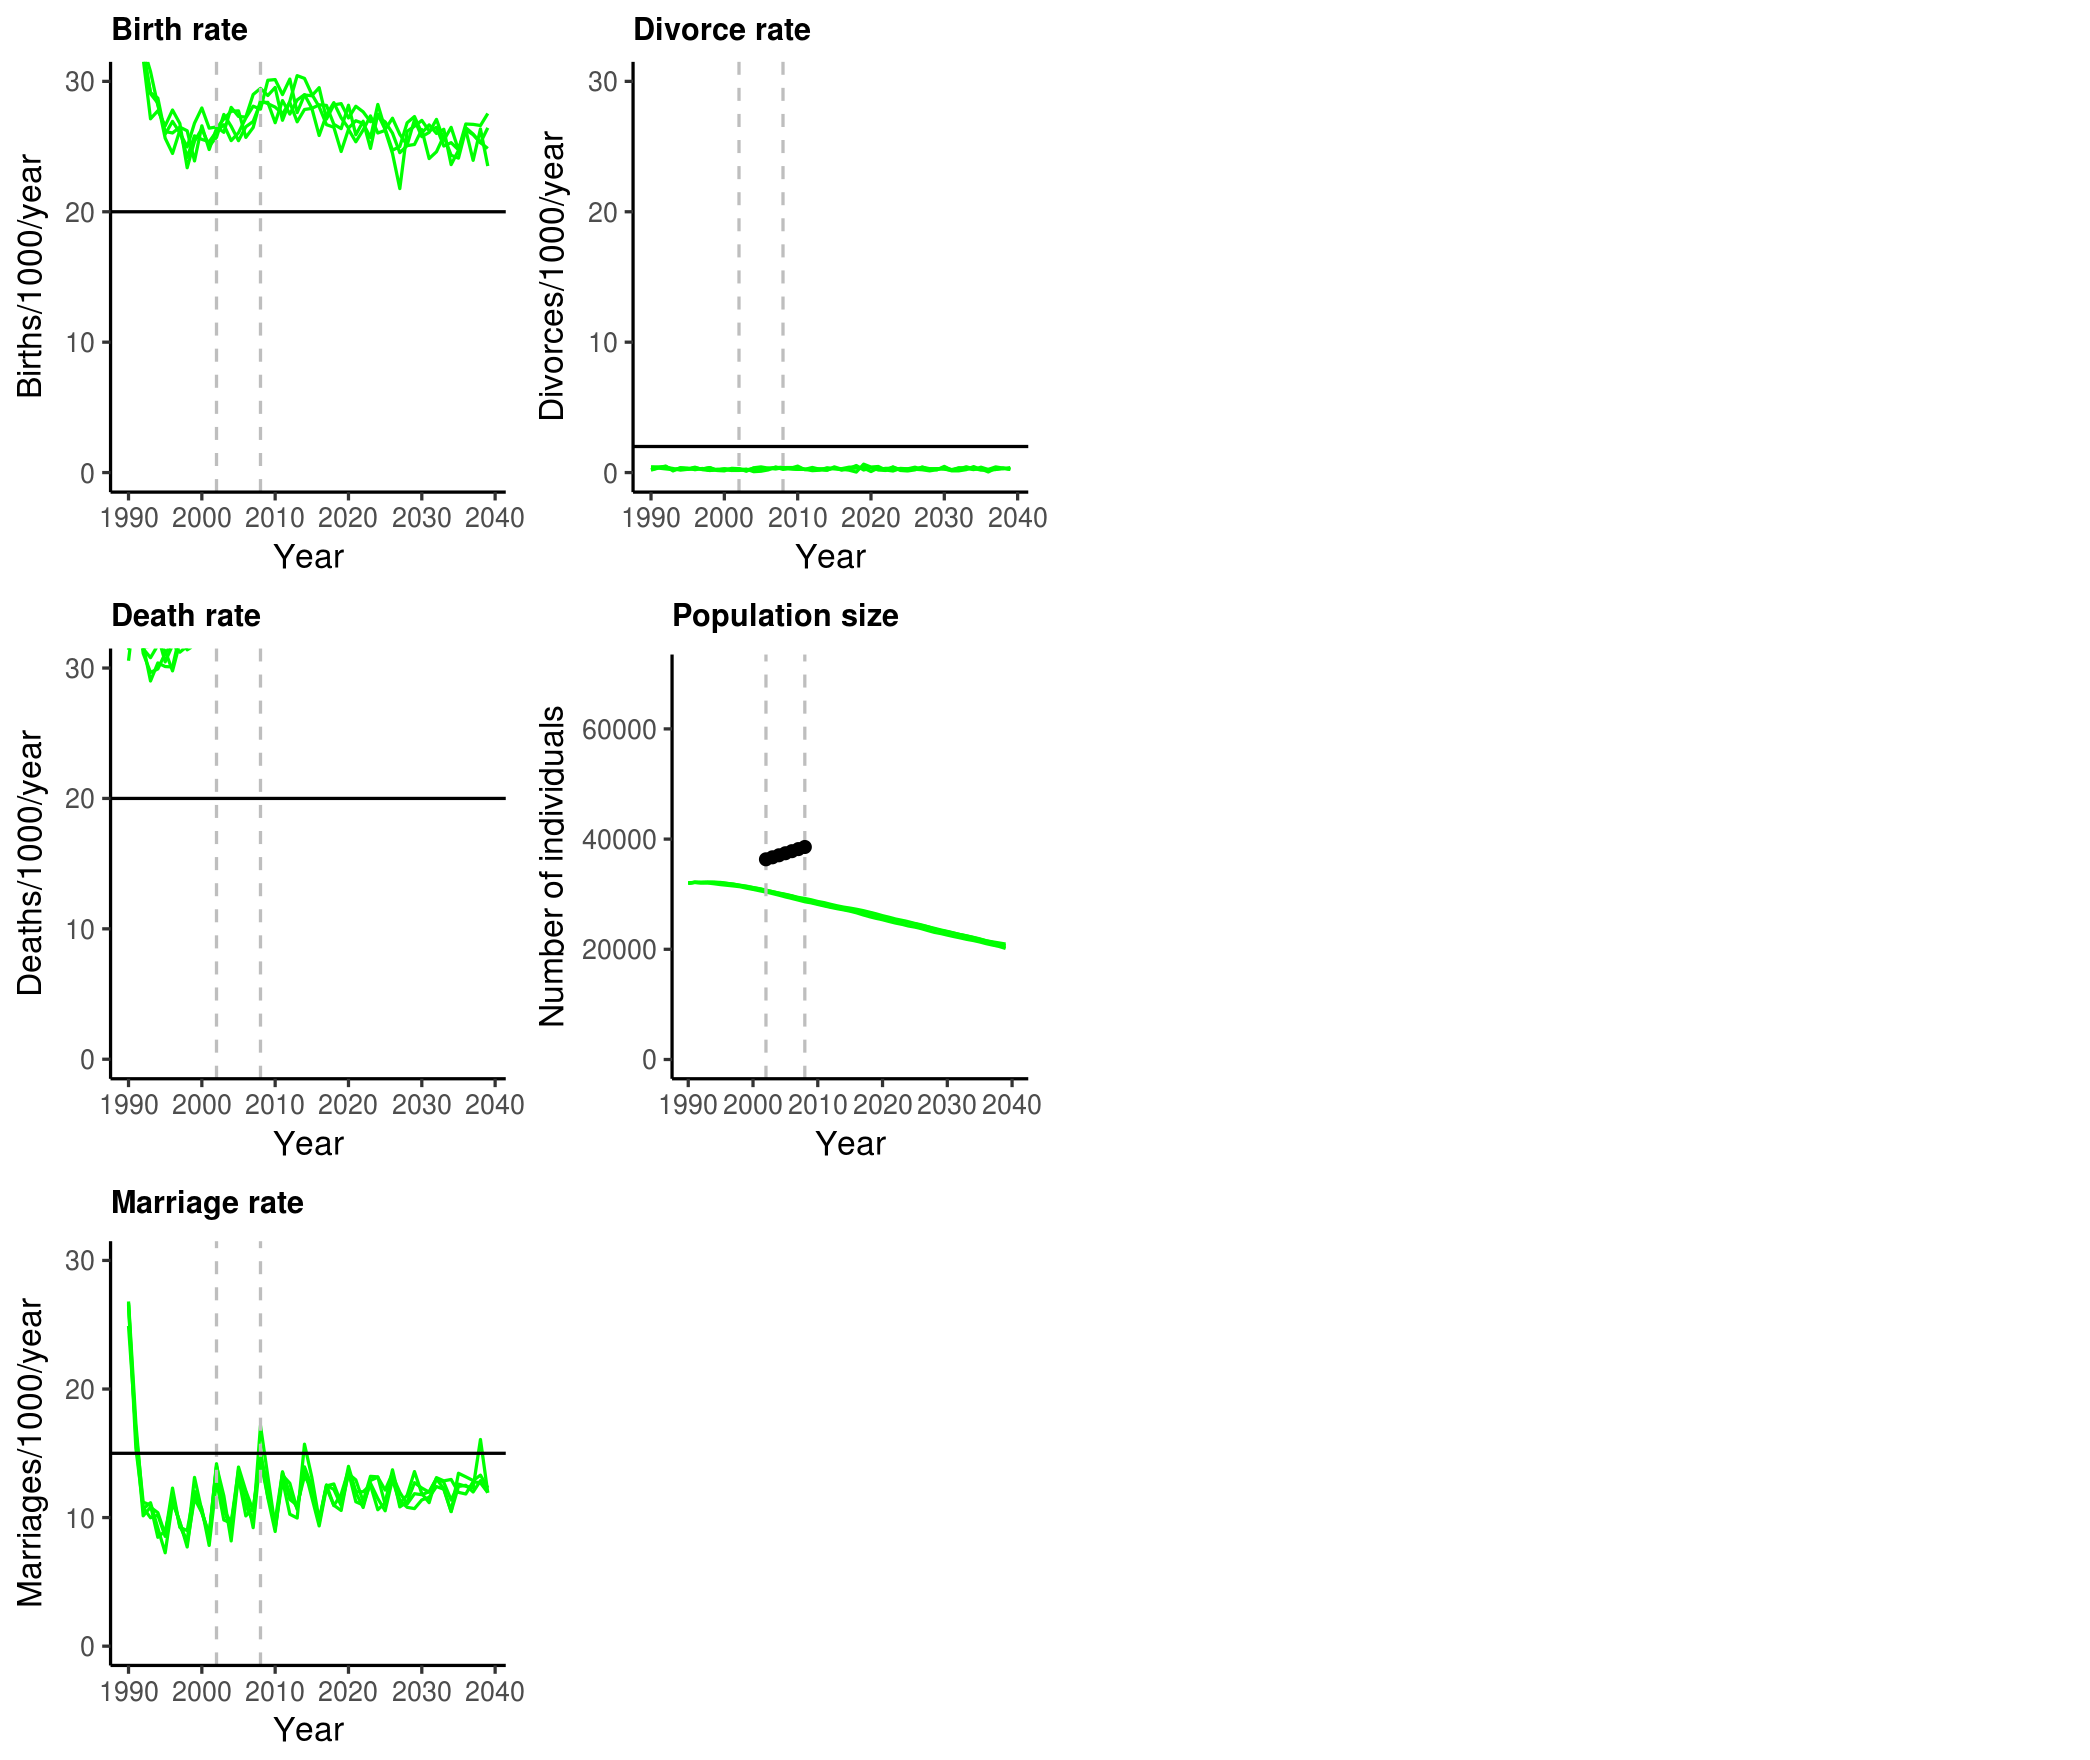 Birth rate
Births/1000/year
30
20
10
0
1990 2000 2010 2020 2030 2040
Year
Divorce rate
Divorces/1000/year
30
20
10
0
1990 2000 2010 2020 2030 2040
Year
Death rate
Deaths/1000/year
30
20
10
0
1990 2000 2010 2020 2030 2040
Year
Population size
Number of individuals
60000
40000
20000
0
1990 2000 2010 2020 2030 2040
Year
Marriage rate
Marriages/1000/year
30
20
10
0
1990 2000 2010 2020 2030 2040
Year